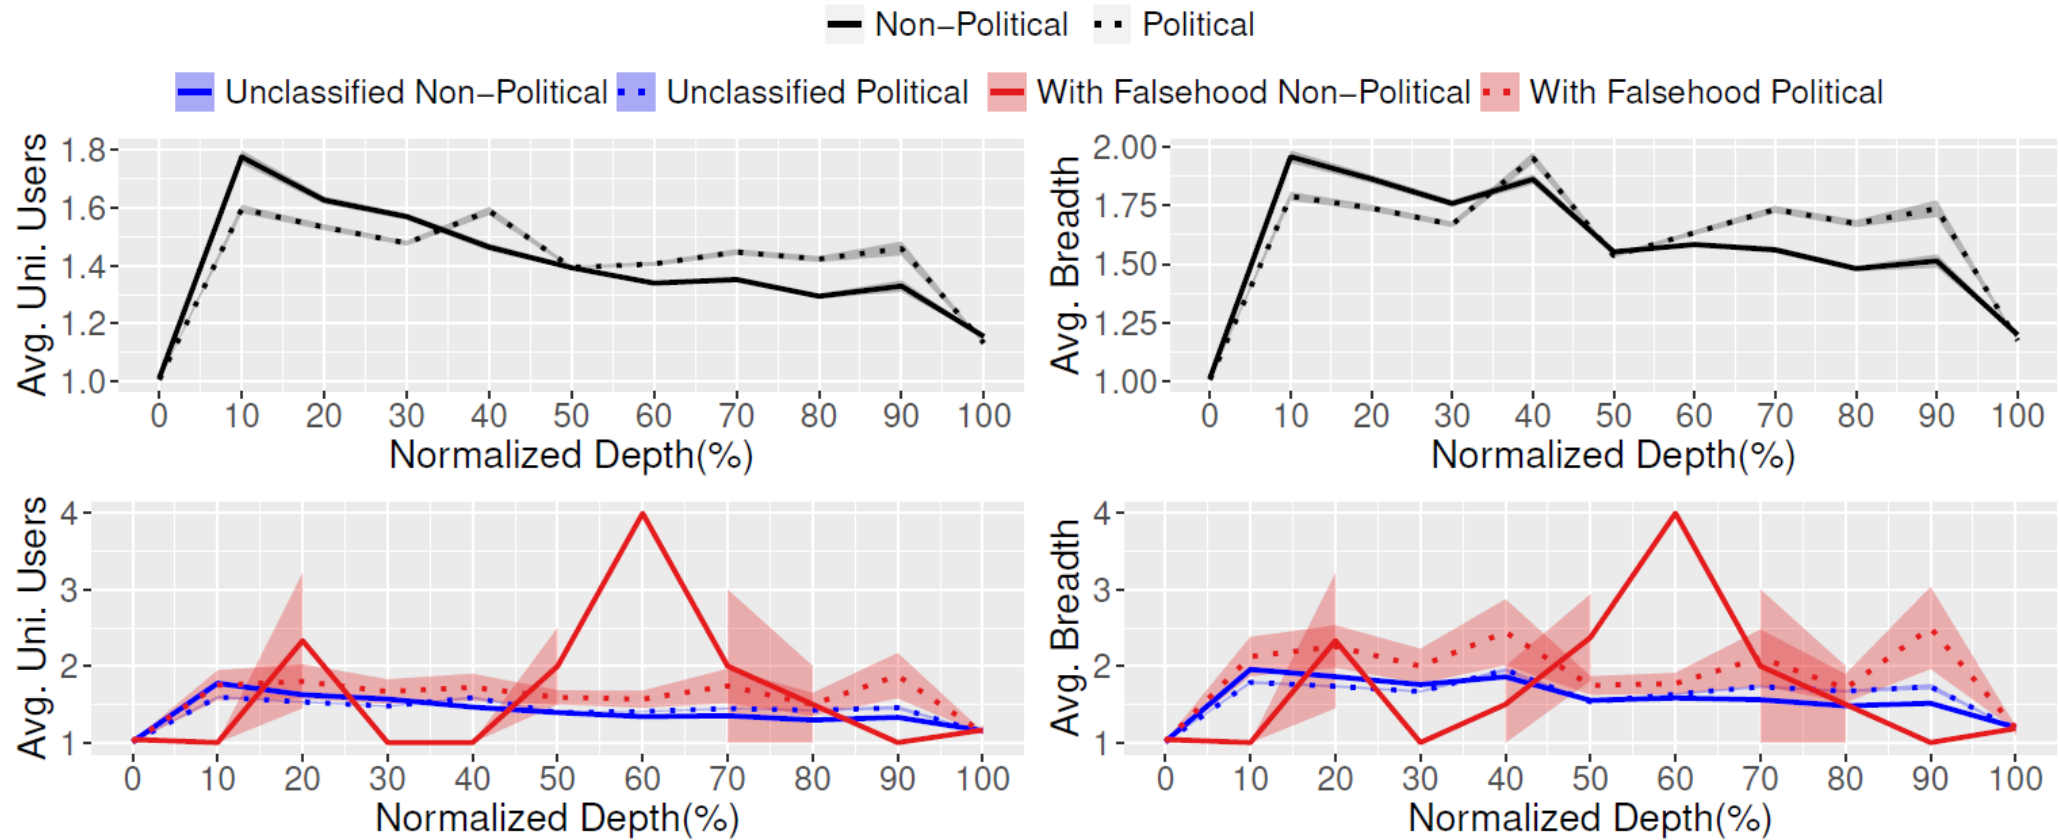 Non−Political Political
Unclassified Non−Political Unclassified Political With Falsehood Non−Political With Falsehood Political
Avg. Uni. Users
1.8
1.6
1.4
1.2
1.0
0 10 20 30 40 50 60 70 80 90 100
Normalized Depth(%)
Avg. Breadth
2.00
1.75
1.50
1.25
1.00
0 10 20 30 40 50 60 70 80 90 100
Normalized Depth(%)
Avg. Uni. Users
4
3
2
1
0 10 20 30 40 50 60 70 80 90 100
Normalized Depth(%)
Avg. Breadth
4
3
2
1
0 10 20 30 40 50 60 70 80 90 100
Normalized Depth(%)